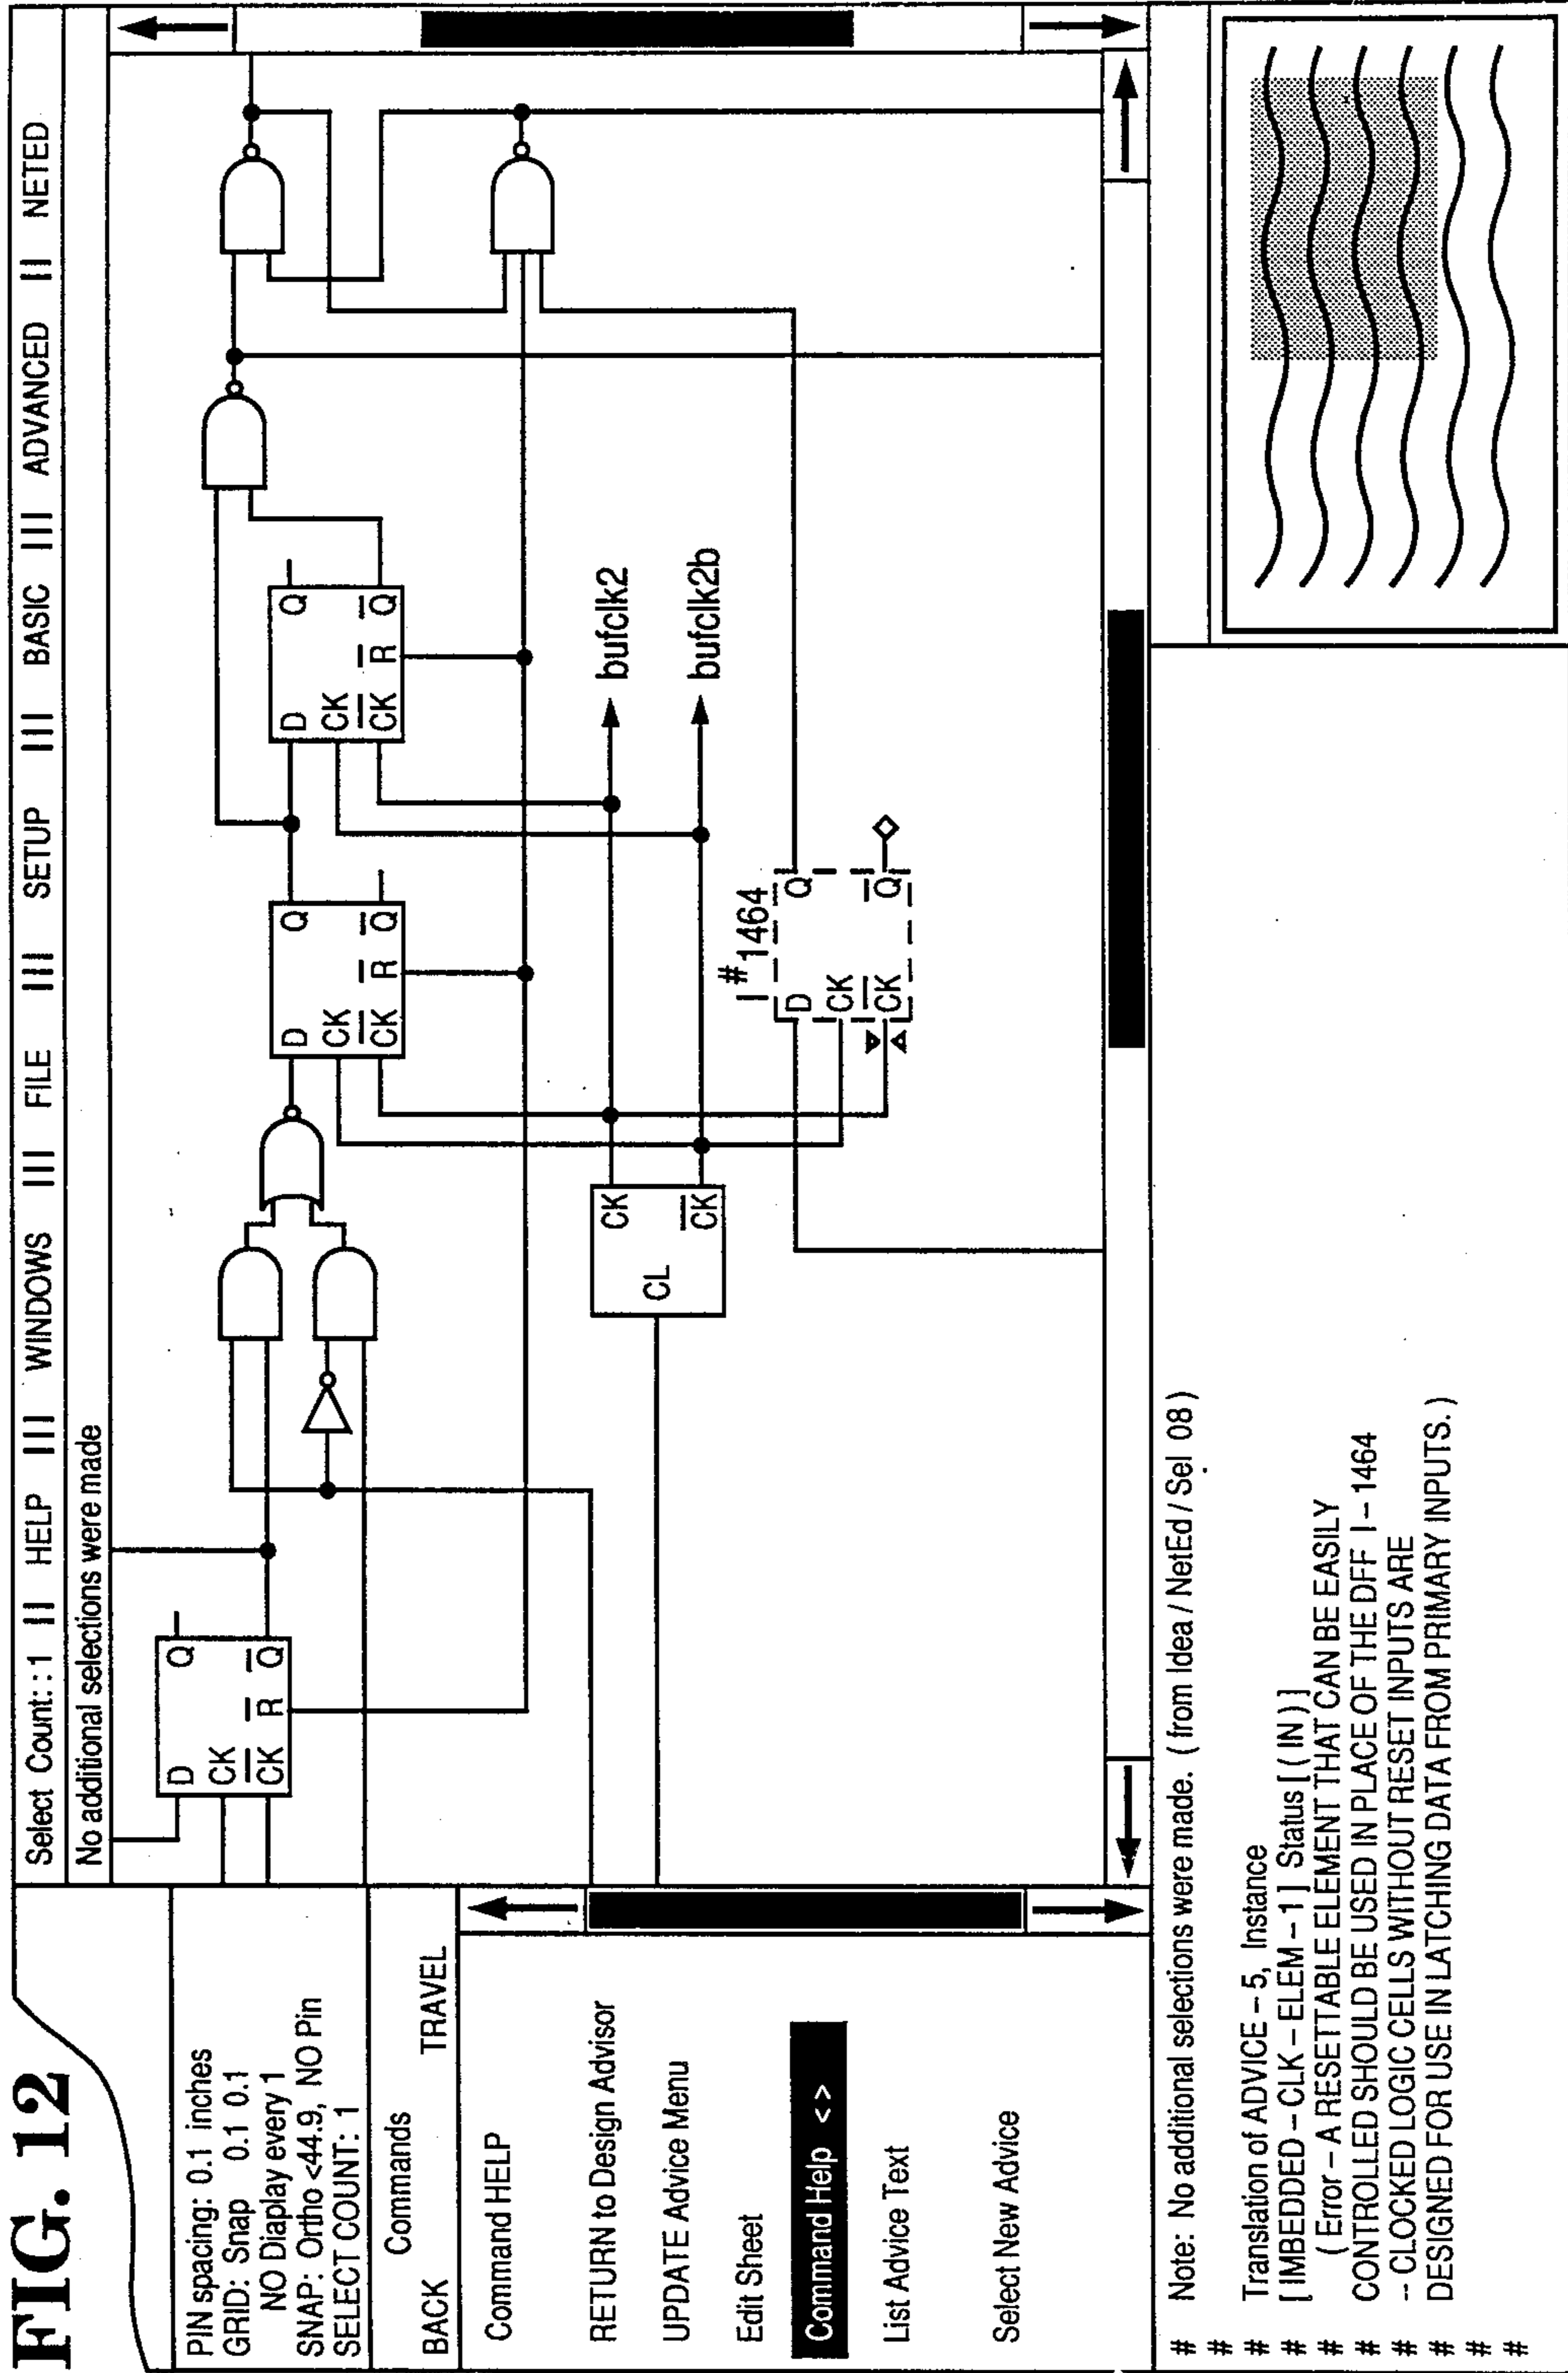 FIG. 12
Select Count: : 1 II HELP III WINDOWS III FILE III SETUP III BASIC III ADVANCED II NETED
No additional selections were made
PIN spacing: 0.1 inches
GRID: Snap 0.1 0.1
NO Diaplay every 1
SNAP: Ortho <44.9, NO Pin
SELECT COUNT: 1
Commands
BACK TRAVEL
Command HELP
RETURN to Design Advisor
UPDATE Advice Menu
Edit Sheet
Command Help < >
List Advice Text
Select New Advice
D Q
CK
C̅K̅ R̅ Q̅
D Q
CK
C̅K̅ R̅ Q̅
D Q
CK
C̅K̅ R̅ Q̅
CL CK
C̅K̅
bufclk2
bufclk2b
I#1464
D Q
CK
C̅K̅ Q̅
# Note: No additional selections were made. ( from Idea / NetEd / Sel 08 )
#
# Translation of ADVICE – 5, Instance
# [ IMBEDDED – CLK – ELEM – 1 ] Status [ ( IN ) ]
# ( Error – A RESETTABLE ELEMENT THAT CAN BE EASILY
# CONTROLLED SHOULD BE USED IN PLACE OF THE DFF I – 1464
# -- CLOCKED LOGIC CELLS WITHOUT RESET INPUTS ARE
# DESIGNED FOR USE IN LATCHING DATA FROM PRIMARY INPUTS. )
#
#